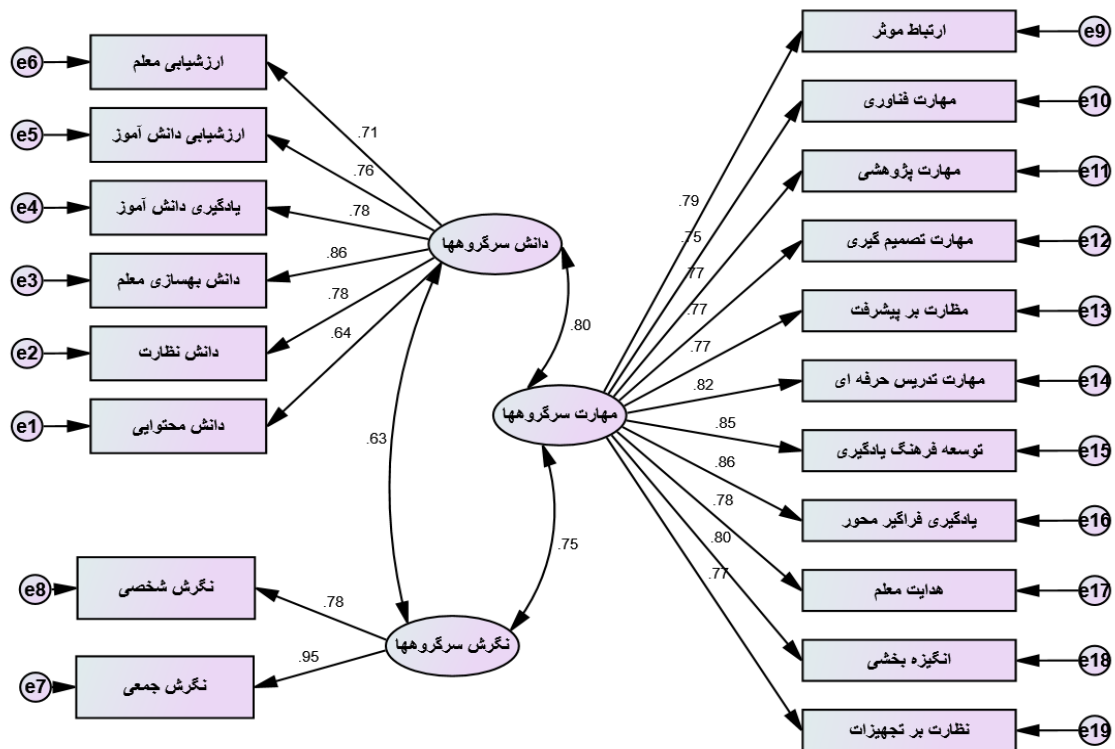 e6
ارزشیابی معلم
e5
ارزشیابی دانش آموز
e4
یادگیری دانش آموز
e3
دانش بهسازی معلم
e2
دانش نظارت
e1
دانش محتوایی
.71
.76
.78
.86
.78
.64
دانش سرگروهها
.80
.63
مهارت سرگروهها
.75
e8
نگرش شخصی
e7
نگرش جمعی
.78
.95
نگرش سرگروهها
.79
.75
.77
.77
.77
.82
.85
.86
.78
.80
.77
ارتباط موثر
e9
مهارت فناوری
e10
مهارت پژوهشی
e11
مهارت تصمیم گیری
e12
مظارت بر پیشرفت
e13
مهارت تدریس حرفه ای
e14
توسعه فرهنگ یادگیری
e15
یادگیری فراگیر محور
e16
هدایت معلم
e17
انگیزه بخشی
e18
نظارت بر تجهیزات
e19